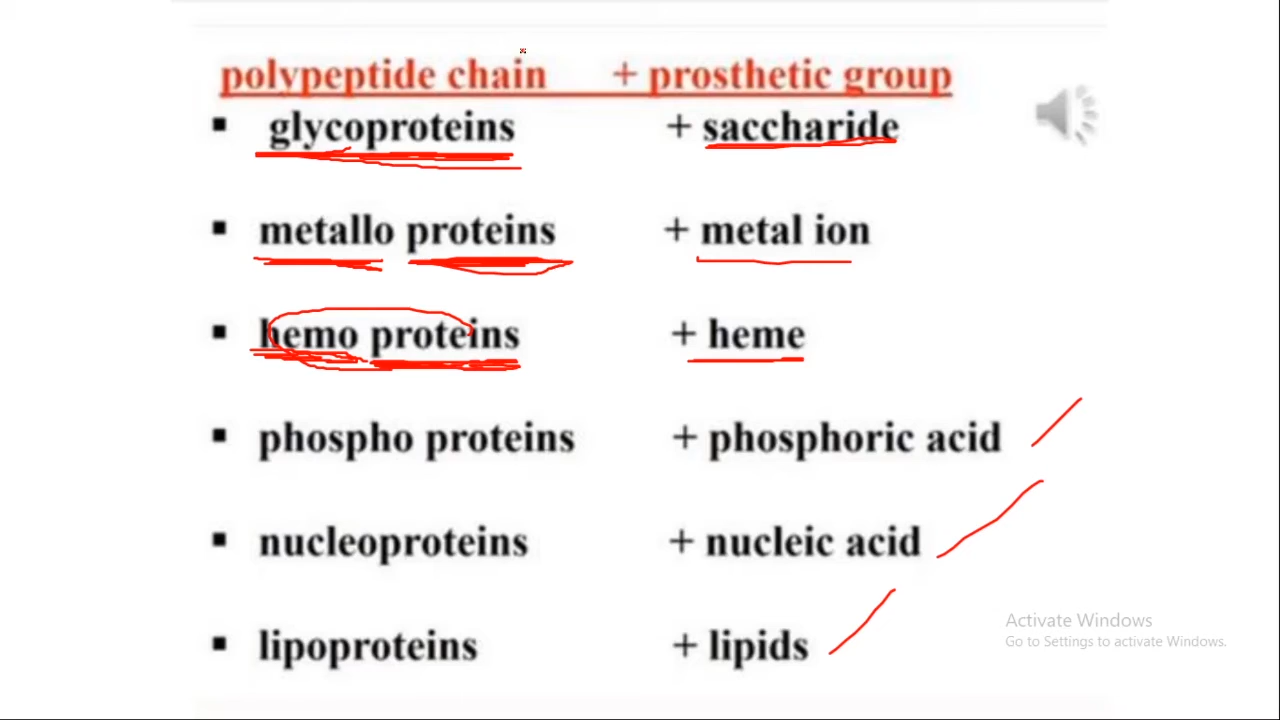 polypeptide chain + prosthetic group
▪ glycoproteins + saccharide
▪ metallo proteins + metal ion
▪ hemo proteins + heme
▪ phospho proteins + phosphoric acid
▪ nucleoproteins + nucleic acid
▪ lipoproteins + lipids
Activate Windows
Go to Settings to activate Windows.